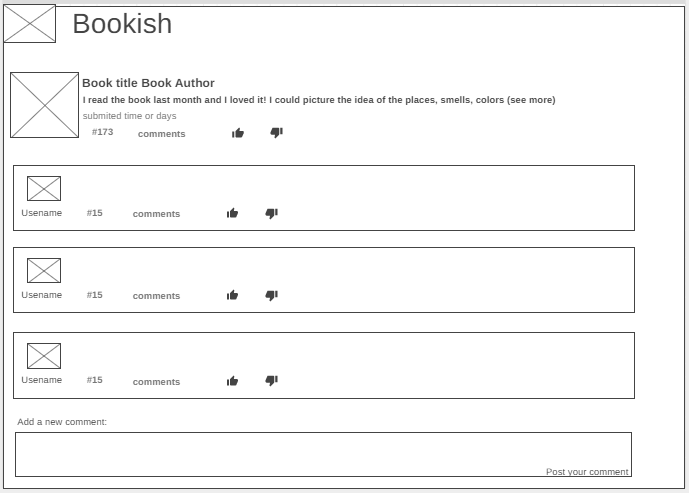 Bookish
Book title Book Author
I read the book last month and I loved it! I could picture the idea of the places, smells, colors (see more)
submited time or days
#173 comments
Usename #15 comments
Usename #15 comments
Usename #15 comments
Add a new comment:
Post your comment